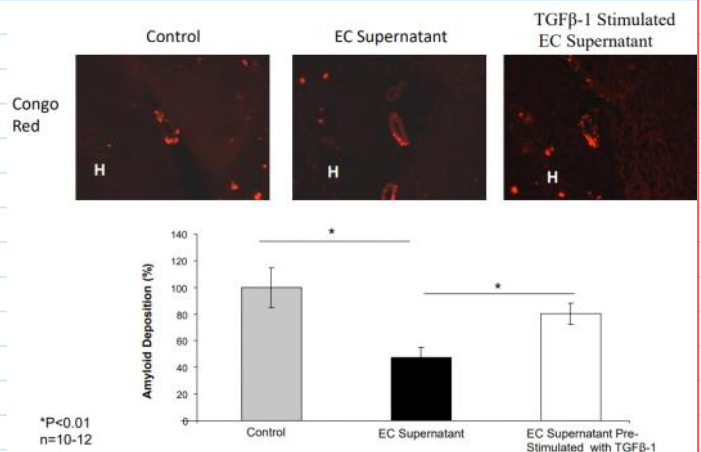 Control
EC Supernatant
TGFβ-1 Stimulated
EC Supernatant
Congo
Red
H
H
H
Amyloid Deposition (%)
140
120
100
80
60
40
20
0
*
*
Control
EC Supernatant
EC Supernatant Pre-
Stimulated with TGFβ-1
*P<0.01
n=10-12